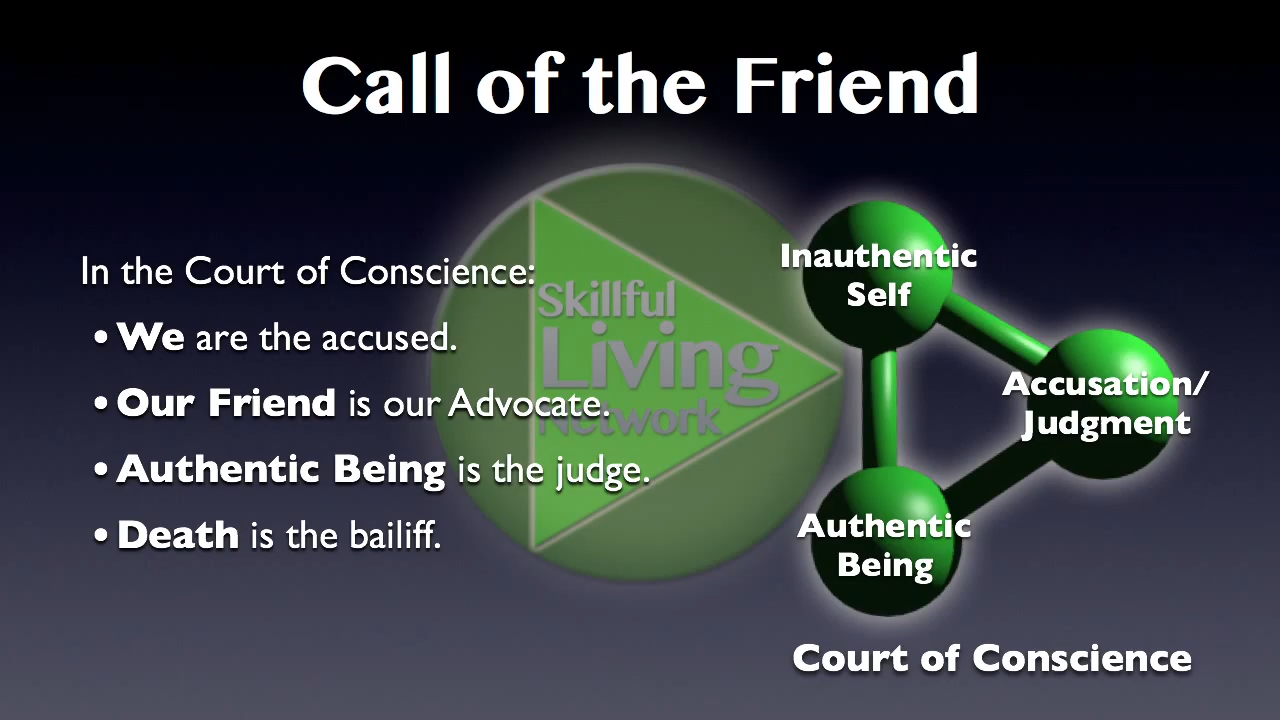 Call of the Friend
In the Court of Conscience:
• We are the accused.
• Our Friend is our Advocate.
• Authentic Being is the judge.
• Death is the bailiff.
Skillful
Living
Network
Inauthentic
Self
Accusation/
Judgment
Authentic
Being
Court of Conscience